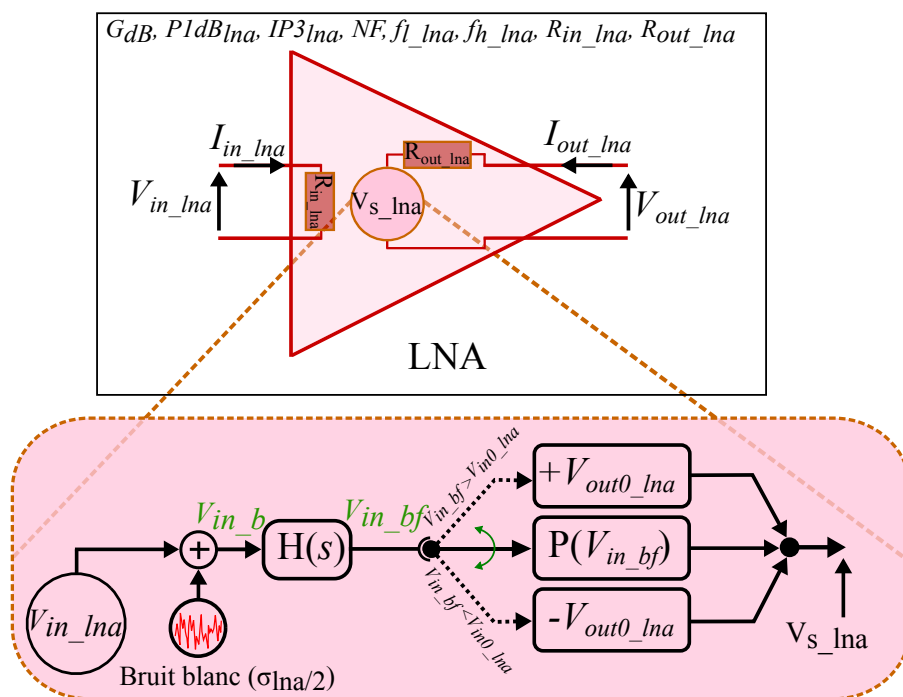 GdB, P1dBlna, IP3lna, NF, fl_lna, fh_lna, Rin_lna, Rout_lna
Iin_lna
Iout_lna
Rout_lna
Rin_lna
Vin_lna
Vs_lna
Vout_lna
LNA
Vin_bf>Vin0_lna
+Vout0_lna
Vin_b
Vin_bf
+
H(s)
P(Vin_bf)
Vin_bf<Vin0_lna
-Vout0_lna
Vin_lna
Vs_lna
Bruit blanc (σlna/2)